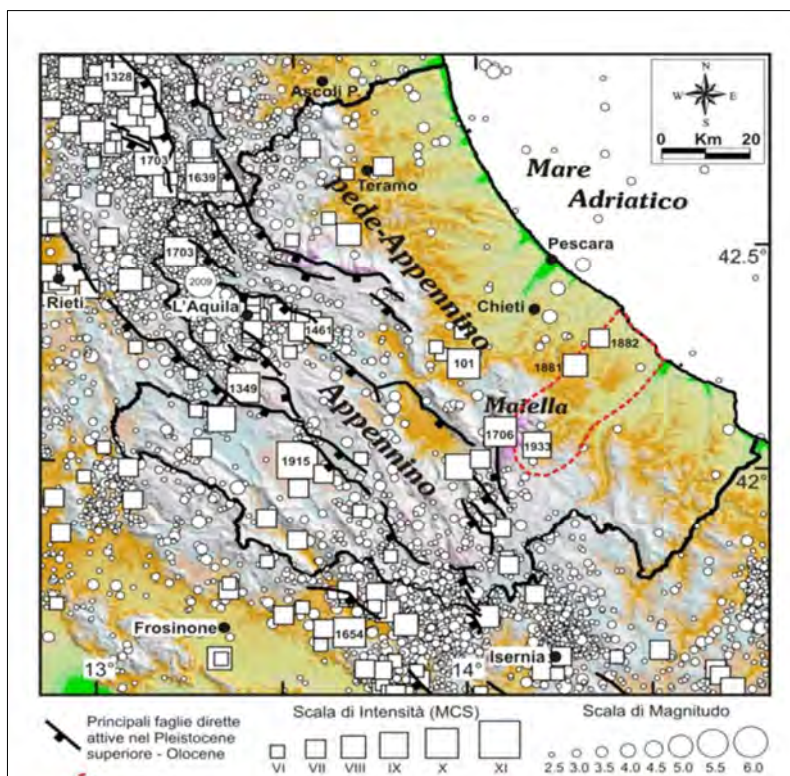 N
W E
S
0 Km 20
1328
Ascoli P.
1703
1639
Teramo
Mare
Adriatico
pede-Appennino
Pescara
42.5°
1703
2009
Rieti
L'Aquila
Chieti
1461
1882
101
1881
1349
Maiella
1706
1933
Appennino
1915
42°
Frosinone
1654
Isernia
13°
14°
Principali faglie dirette
attive nel Pleistocene
superiore - Olocene
Scala di Intensità (MCS)
VI VII VIII IX X XI
Scala di Magnitudo
2.5 3.0 3.5 4.0 4.5 5.0 5.5 6.0